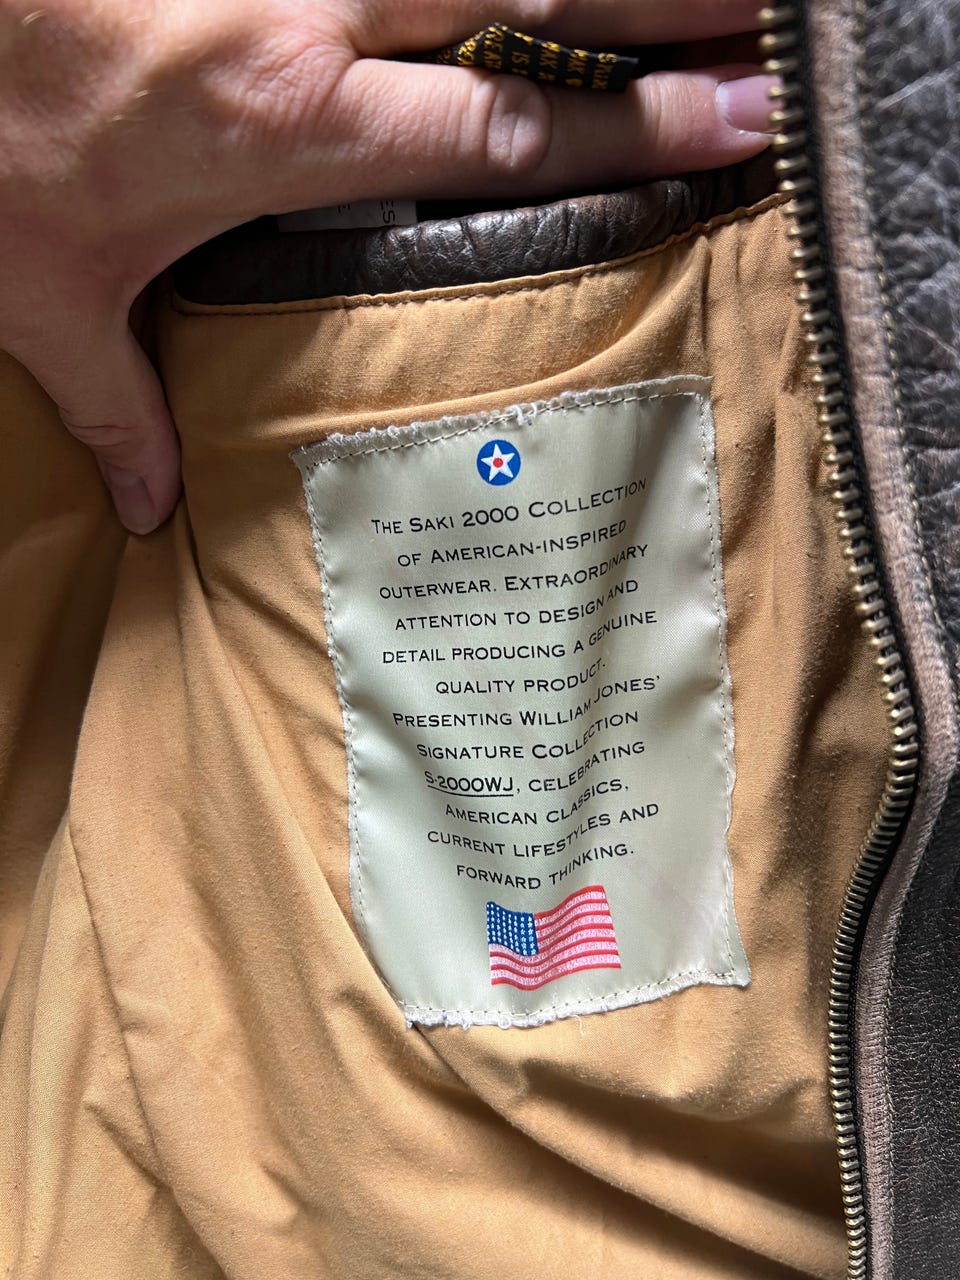 THE SAKI 2000 COLLECTION
OF AMERICAN-INSPIRED
OUTERWEAR. EXTRAORDINARY
ATTENTION TO DESIGN AND
DETAIL PRODUCING A GENUINE
QUALITY PRODUCT.
PRESENTING WILLIAM JONES'
SIGNATURE COLLECTION
S-2000WJ, CELEBRATING
AMERICAN CLASSICS,
CURRENT LIFESTYLES AND
FORWARD THINKING.